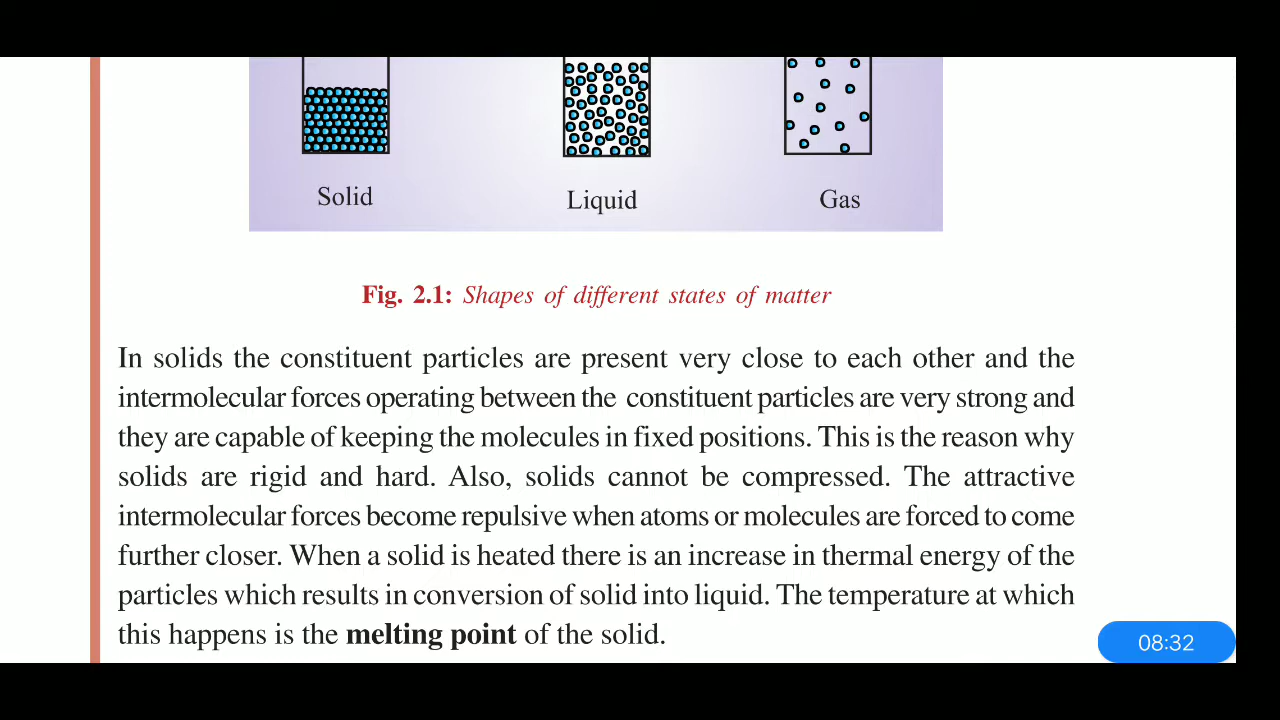 Solid
Liquid
Gas
Fig. 2.1: Shapes of different states of matter
In solids the constituent particles are present very close to each other and the
intermolecular forces operating between the constituent particles are very strong and
they are capable of keeping the molecules in fixed positions. This is the reason why
solids are rigid and hard. Also, solids cannot be compressed. The attractive
intermolecular forces become repulsive when atoms or molecules are forced to come
further closer. When a solid is heated there is an increase in thermal energy of the
particles which results in conversion of solid into liquid. The temperature at which
this happens is the melting point of the solid.
08:32